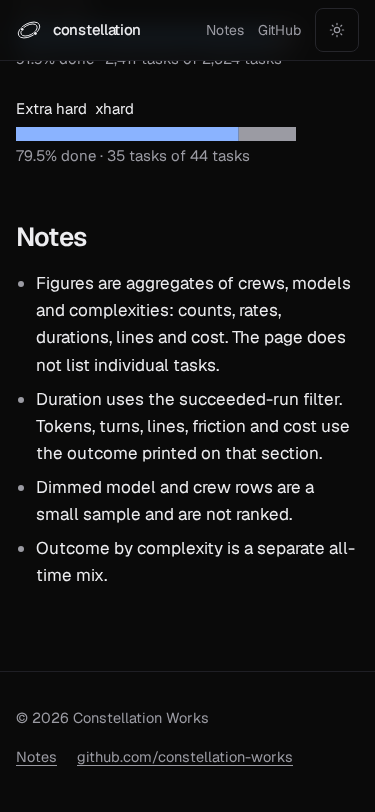 constellation
Notes GitHub
Extra hard xhard
79.5% done · 35 tasks of 44 tasks
Notes
Figures are aggregates of crews, models
and complexities: counts, rates,
durations, lines and cost. The page does
not list individual tasks.
Duration uses the succeeded-run filter.
Tokens, turns, lines, friction and cost use
the outcome printed on that section.
Dimmed model and crew rows are a
small sample and are not ranked.
Outcome by complexity is a separate all-
time mix.
© 2026 Constellation Works
Notes github.com/constellation-works